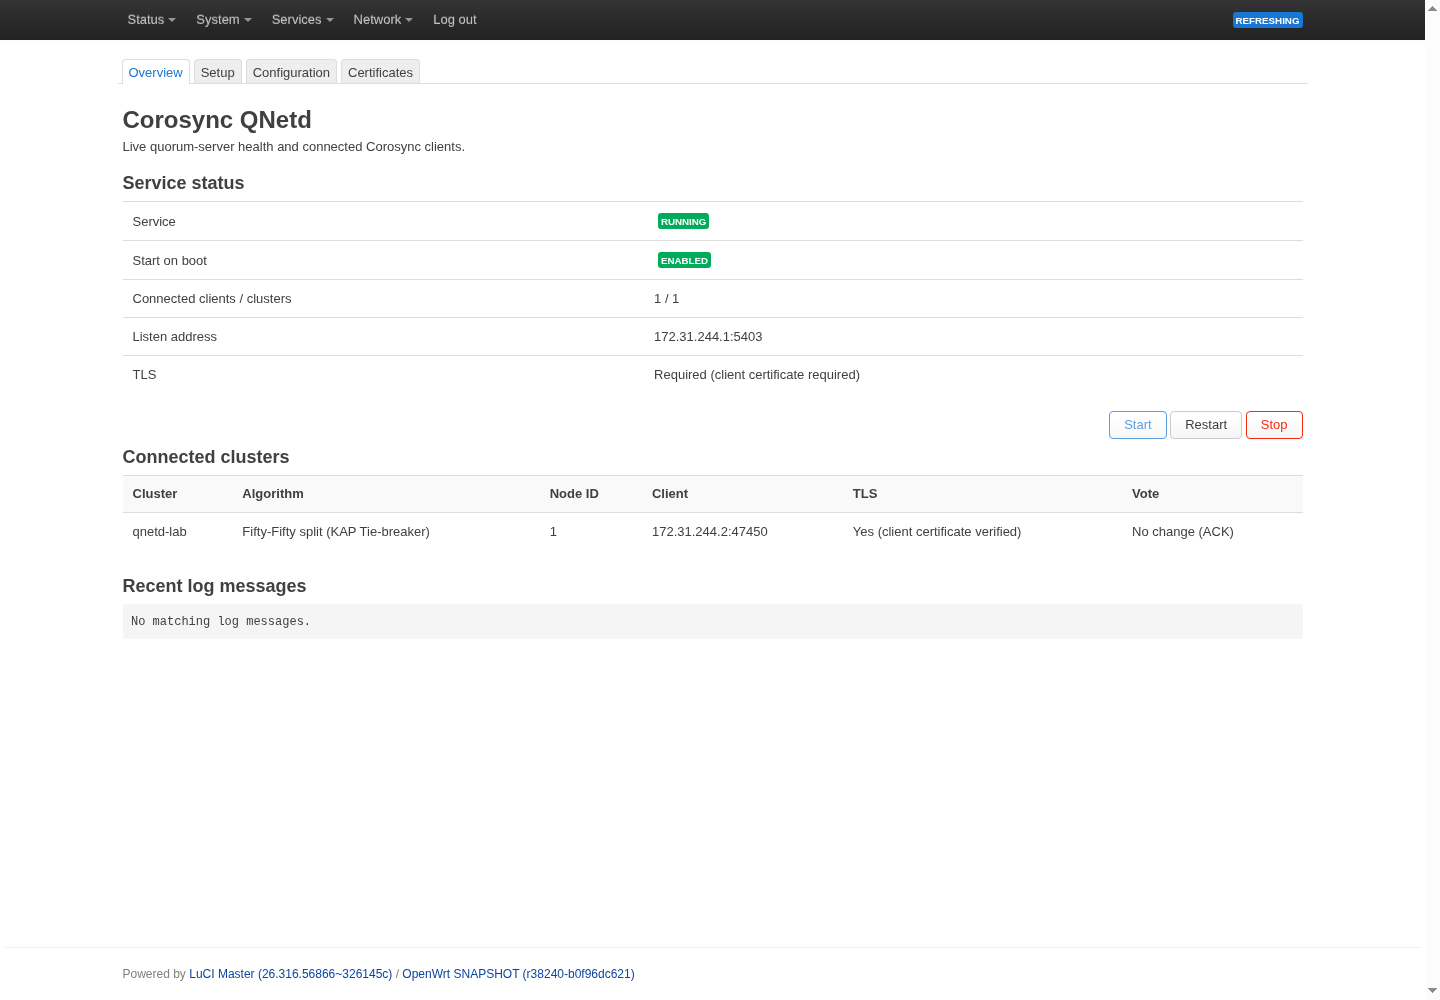 Status System Services Network Log out REFRESHING
Overview Setup Configuration Certificates
Corosync QNetd
Live quorum-server health and connected Corosync clients.
Service status
Service RUNNING
Start on boot ENABLED
Connected clients / clusters 1 / 1
Listen address 172.31.244.1:5403
TLS Required (client certificate required)
Start Restart Stop
Connected clusters
Cluster Algorithm Node ID Client TLS Vote
qnetd-lab Fifty-Fifty split (KAP Tie-breaker) 1 172.31.244.2:47450 Yes (client certificate verified) No change (ACK)
Recent log messages
No matching log messages.
Powered by LuCI Master (26.316.56866~326145c) / OpenWrt SNAPSHOT (r38240-b0f96dc621)